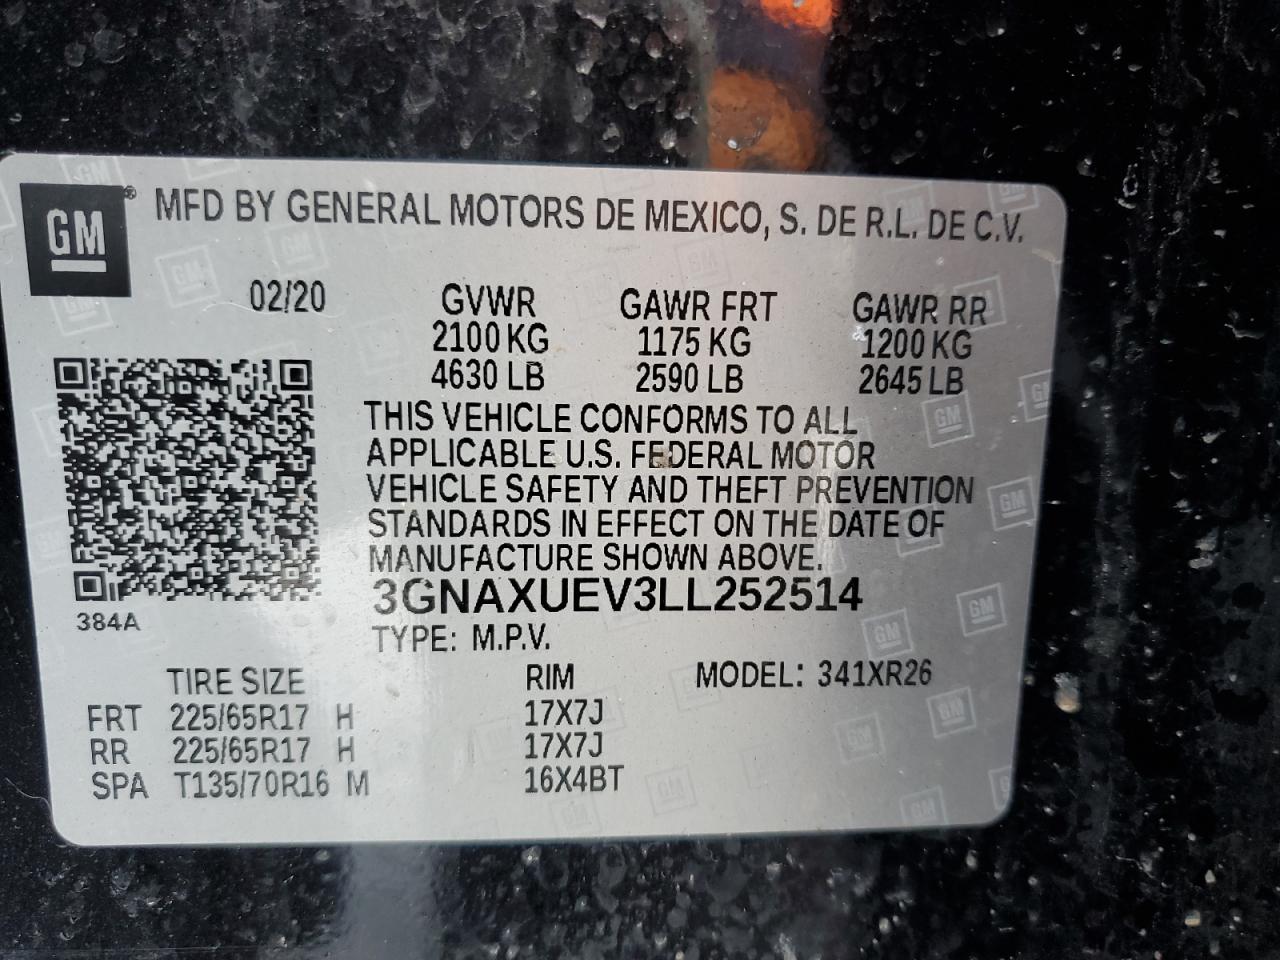 GM
MFD BY GENERAL MOTORS DE MEXICO, S. DE R.L. DE C.V.
02/20 GVWR GAWR FRT GAWR RR
2100 KG 1175 KG 1200 KG
4630 LB 2590 LB 2645 LB
THIS VEHICLE CONFORMS TO ALL
APPLICABLE U.S. FEDERAL MOTOR
VEHICLE SAFETY AND THEFT PREVENTION
STANDARDS IN EFFECT ON THE DATE OF
MANUFACTURE SHOWN ABOVE.
3GNAXUEV3LL252514
384A
TYPE: M.P.V.
TIRE SIZE RIM MODEL: 341XR26
FRT 225/65R17 H 17X7J
RR 225/65R17 H 17X7J
SPA T135/70R16 M 16X4BT